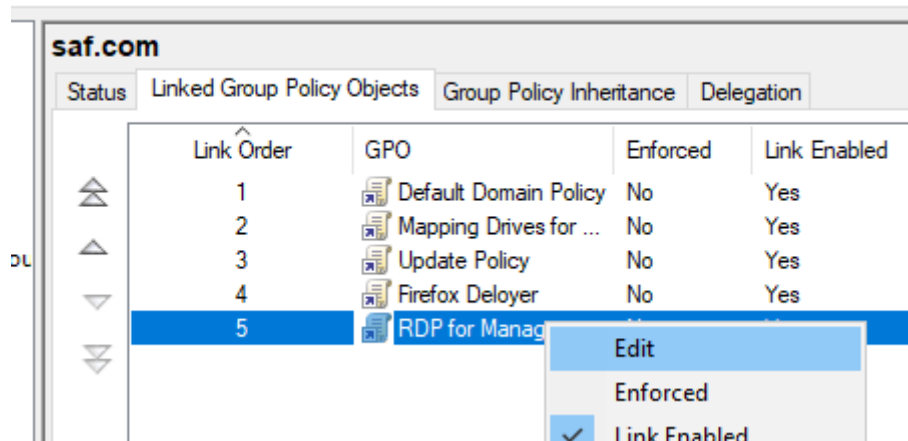 saf.com
Status Linked Group Policy Objects Group Policy Inheritance Delegation
Link Order GPO Enforced Link Enabled
1 Default Domain Policy No Yes
2 Mapping Drives for ... No Yes
3 Update Policy No Yes
4 Firefox Deloyer No Yes
5 RDP for Manag
Edit
Enforced
Link Enabled